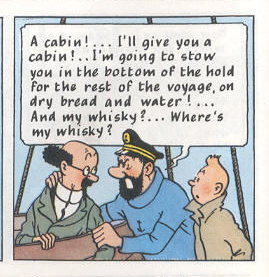 A cabin!... I'll give you a
cabin!.. I'm going to stow
you in the bottom of the hold
for the rest of the voyage, on
dry bread and water!...
And my whisky?... Where's
my whisky?